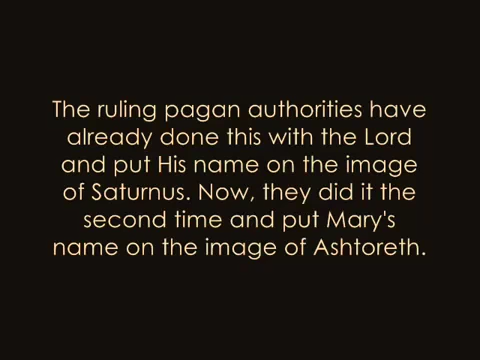 The ruling pagan authorities have
already done this with the Lord
and put His name on the image
of Saturnus. Now, they did it the
second time and put Mary's
name on the image of Ashtoreth.